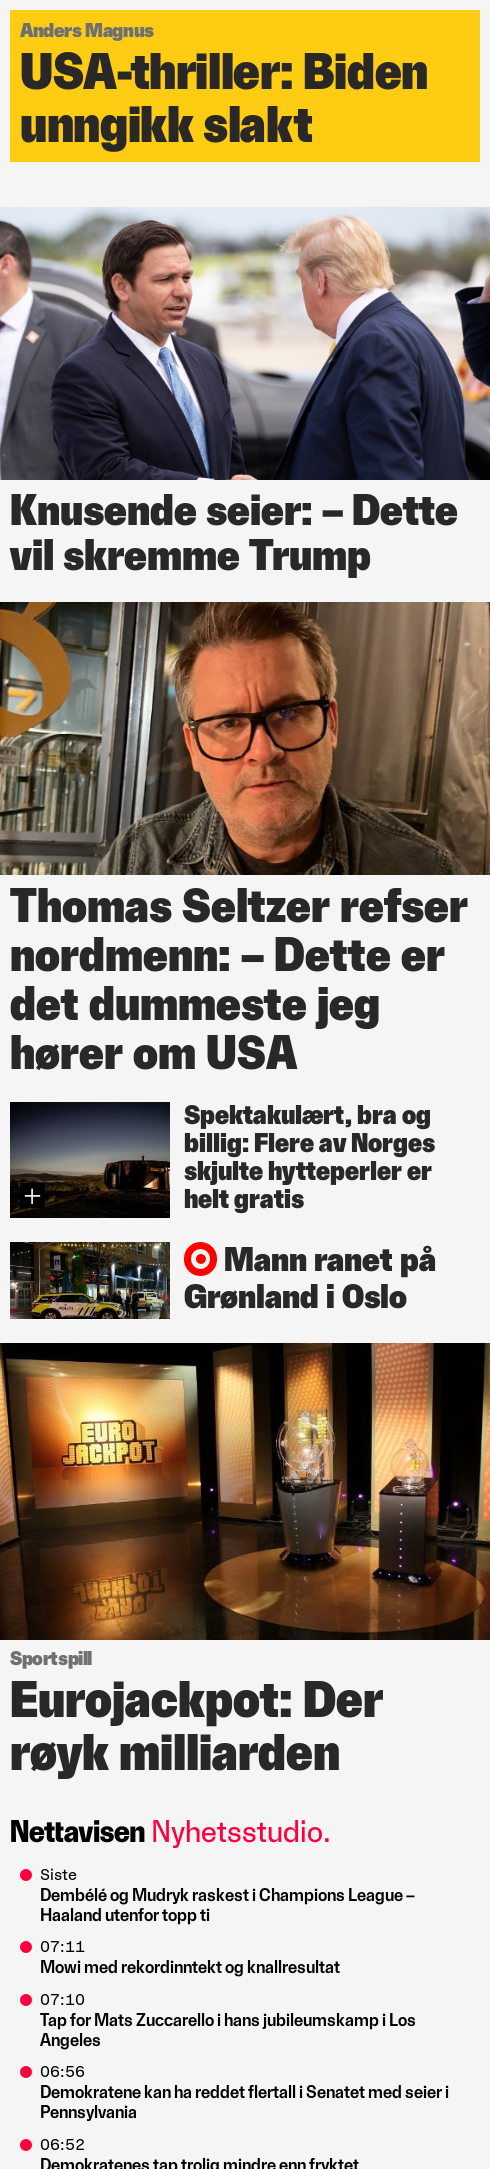 Anders Magnus
USA-thriller: Biden
unngikk slakt
Knusende seier: – Dette
vil skremme Trump
Thomas Seltzer refser
nordmenn: – Dette er
det dummeste jeg
hører om USA
Spektakulært, bra og
billig: Flere av Norges
skjulte hytteperler er
helt gratis
POLITI
Mann ranet på
Grønland i Oslo
EURO
JACKPOT
Sportspill
Eurojackpot: Der
røyk milliarden
Nettavisen Nyhetsstudio.
Siste
Dembélé og Mudryk raskest i Champions League –
Haaland utenfor topp ti
07:11
Mowi med rekordinntekt og knallresultat
07:10
Tap for Mats Zuccarello i hans jubileumskamp i Los
Angeles
06:56
Demokratene kan ha reddet flertall i Senatet med seier i
Pennsylvania
06:52
Demokratenes tap trolig mindre enn fryktet